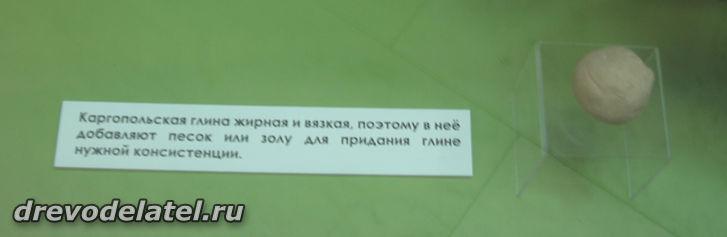 Каргопольская глина жирная и вязкая, поэтому в неё
добавляют песок или золу для придания глине
нужной консистенции.
drevodelatel.ru